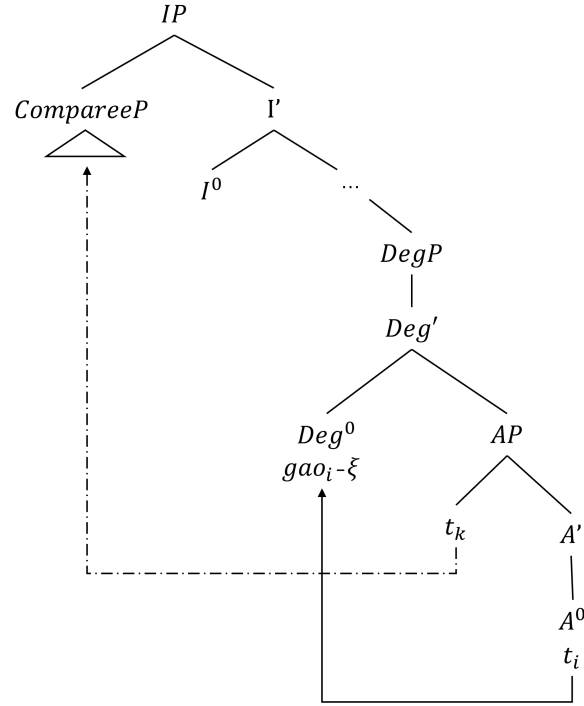 IP
CompareeP I'
I⁰ ...
DegP
Deg′
Deg⁰ AP
gaoᵢ-ξ
tₖ A'
A⁰
tᵢ